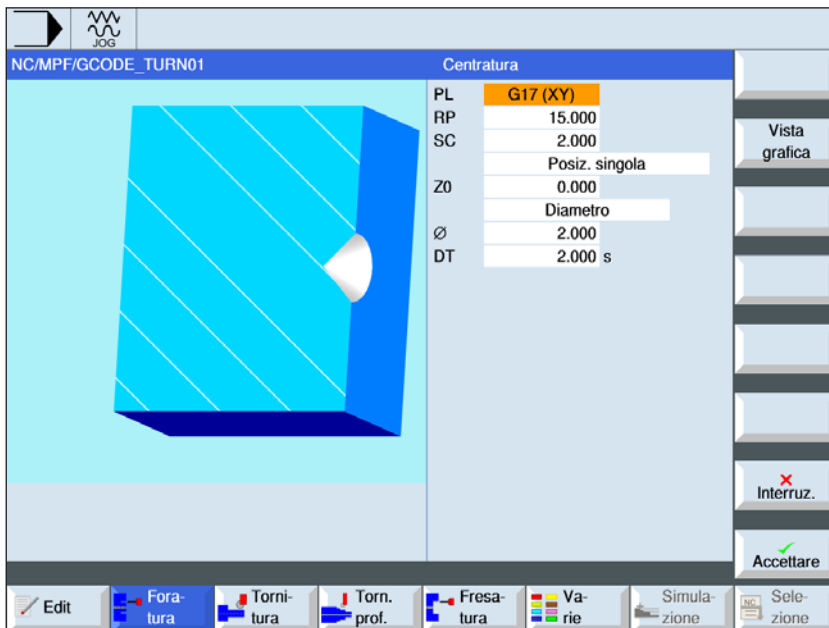 JOG
NC/MPF/GCODE_TURN01
Centratura
PL G17 (XY)
RP 15.000
SC 2.000
Posiz. singola
Z0 0.000
Diametro
Ø 2.000
DT 2.000 s
Vista
grafica
Interruz.
Accettare
Edit
Fora-
tura
Torni-
tura
Torn.
prof.
Fresa-
tura
Va-
rie
Simula-
zione
NC
Sele-
zione